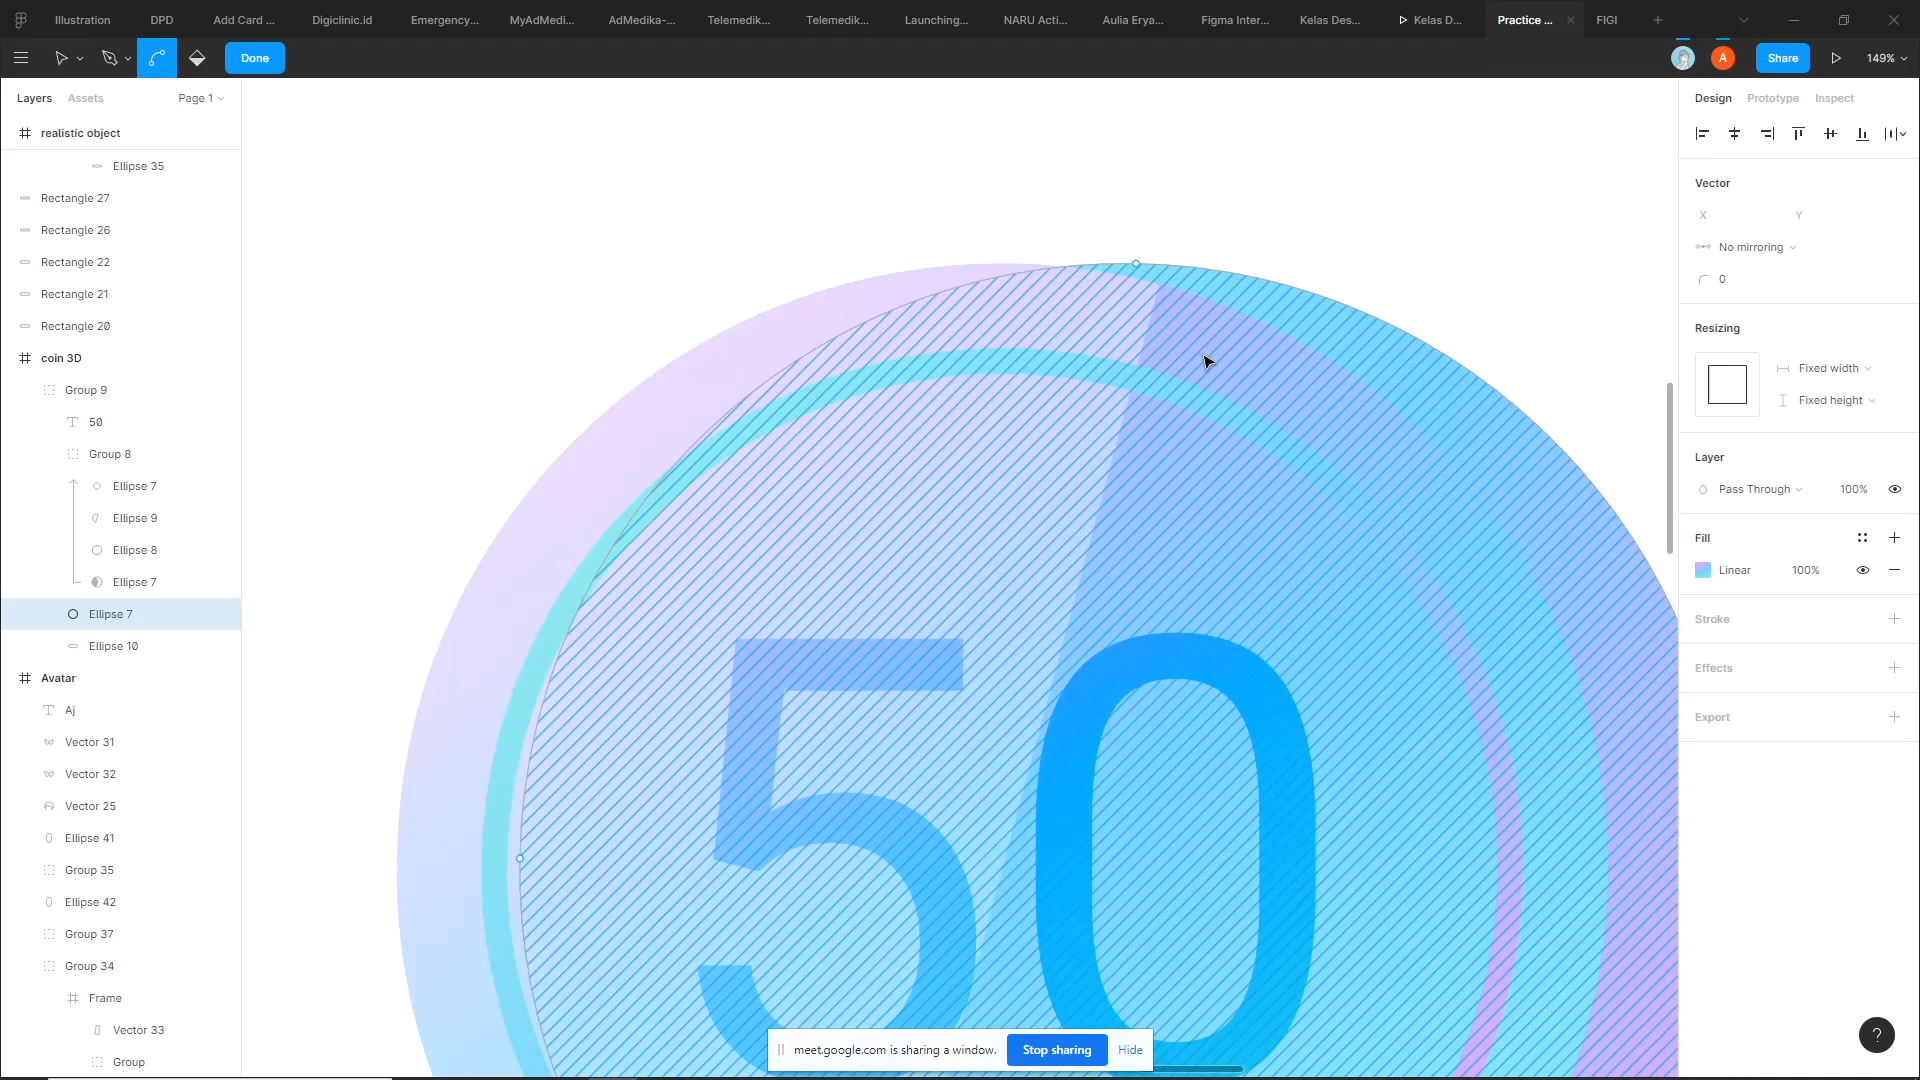 Illustration
DPD
Add Card ...
Digiclinic.id
Emergency...
MyAdMedi...
AdMedika-...
Telemedik...
Telemedik...
Launching...
NARU Acti...
Aulia Erya...
Figma Inter...
Kelas Des...
Kelas D...
Practice ...
FIGI
Done
A
Share
149%
Layers
Assets
Page 1
realistic object
Ellipse 35
Rectangle 27
Rectangle 26
Rectangle 22
Rectangle 21
Rectangle 20
coin 3D
Group 9
50
Group 8
Ellipse 7
Ellipse 9
Ellipse 8
Ellipse 7
Ellipse 7
Ellipse 10
Avatar
Aj
Vector 31
Vector 32
Vector 25
Ellipse 41
Group 35
Ellipse 42
Group 37
Group 34
Frame
Vector 33
Group
50
meet.google.com is sharing a window.
Stop sharing
Hide
Design
Prototype
Inspect
Vector
X
Y
No mirroring
0
Resizing
Fixed width
Fixed height
Layer
Pass Through
100%
Fill
Linear
100%
Stroke
Effects
Export
?